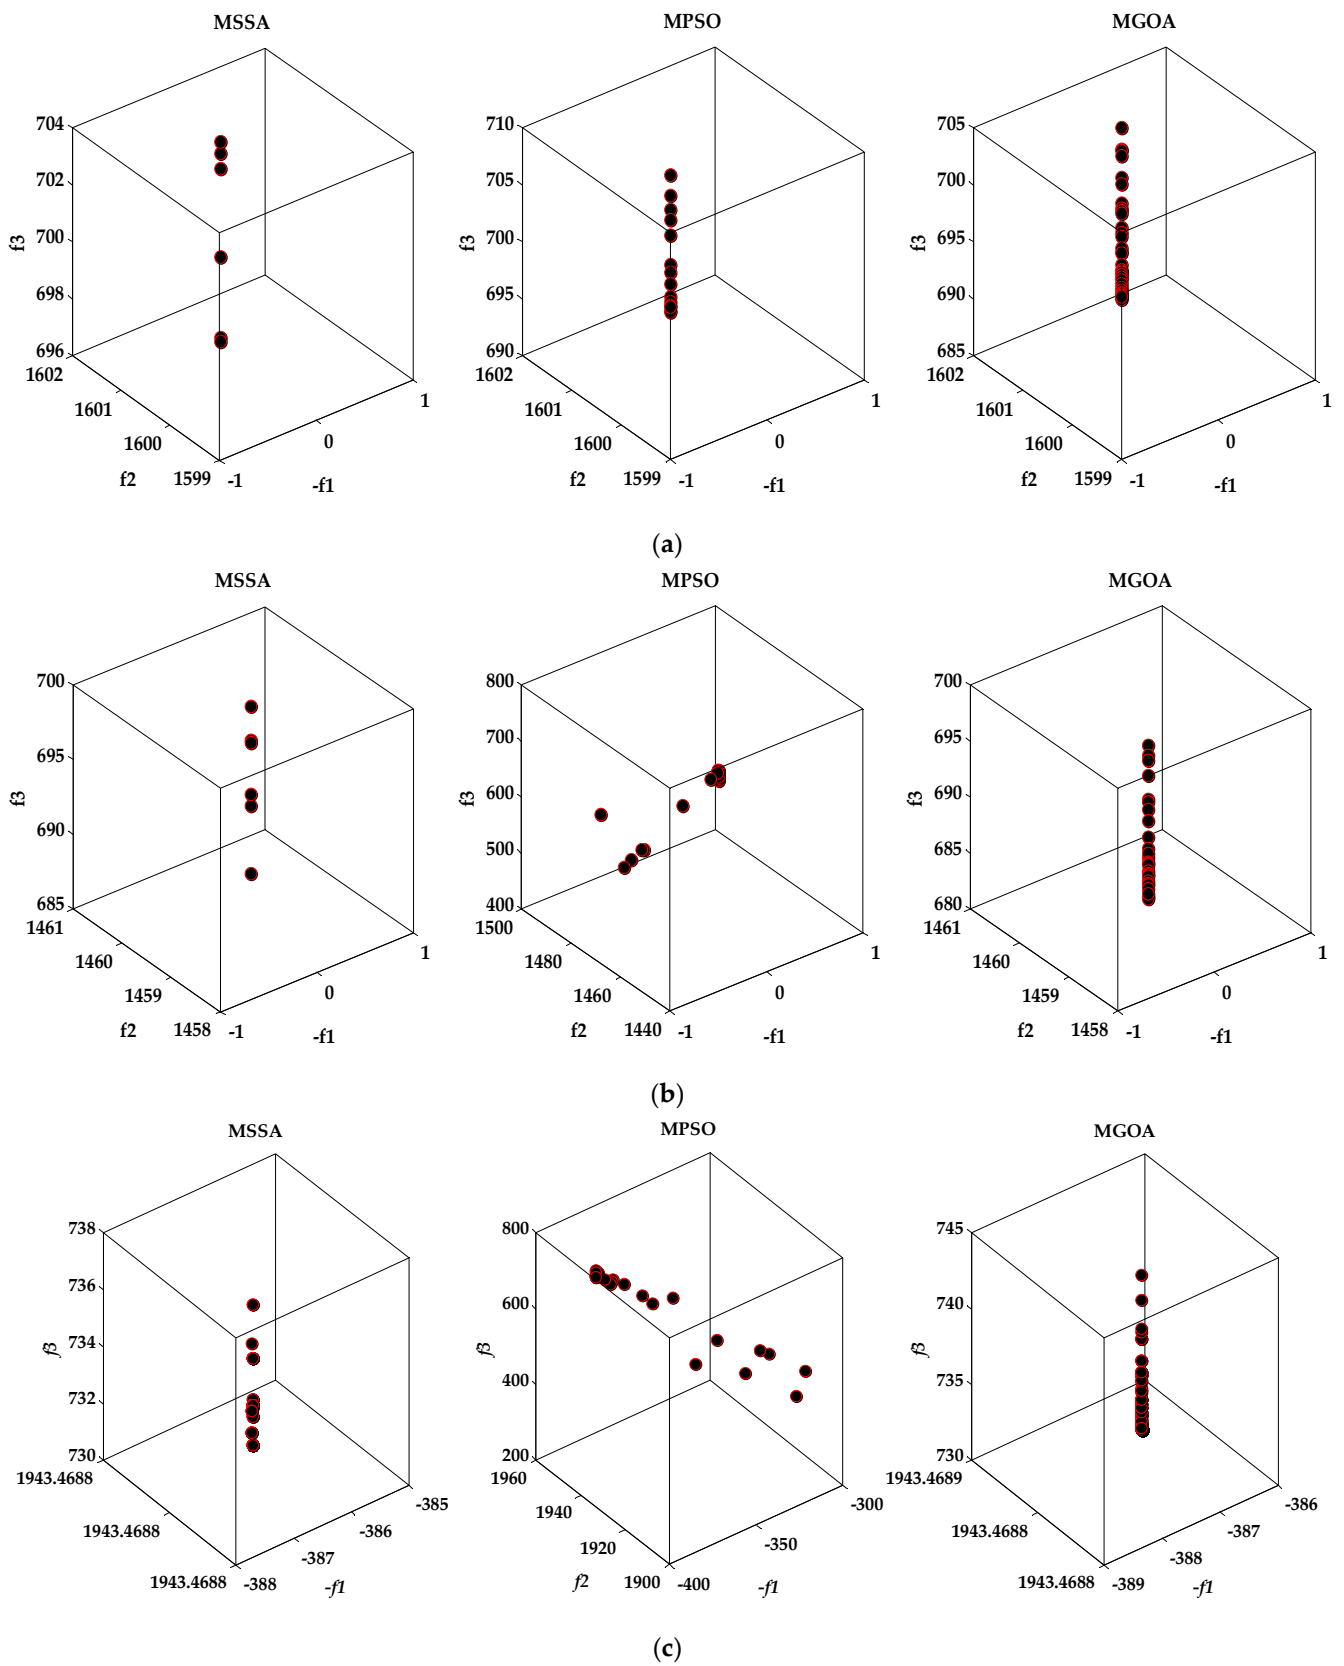 MSSA MPSO MGOA
704 710 705
702 705 700
700 700 695
698 695 690
696 690 685
f3 f3 f3
1602 1602 1602
1601 1601 1601
1600 1600 1600
1599 1599 1599
f2 f2 f2
-1 0 1 -1 0 1 -1 0 1
-f1 -f1 -f1
(a)
MSSA MPSO MGOA
700 800 700
695 700 695
690 600 690
685 500 685
400 680
f3 f3 f3
1461 1500 1461
1460 1480 1460
1459 1460 1459
1458 1440 1458
f2 f2 f2
-1 0 1 -1 0 1 -1 0 1
-f1 -f1 -f1
(b)
MSSA MPSO MGOA
738 800 745
736 600 740
734 400 735
732 200 730
730
f3 f3
1943.4688 1960 1943.4689
1943.4688 1940 1943.4688
1943.4688 1920 1943.4688
1900
f2
-388 -387 -386 -385 -400 -350 -300 -389 -388 -387 -386
-f1 -f1 -f1
(c)